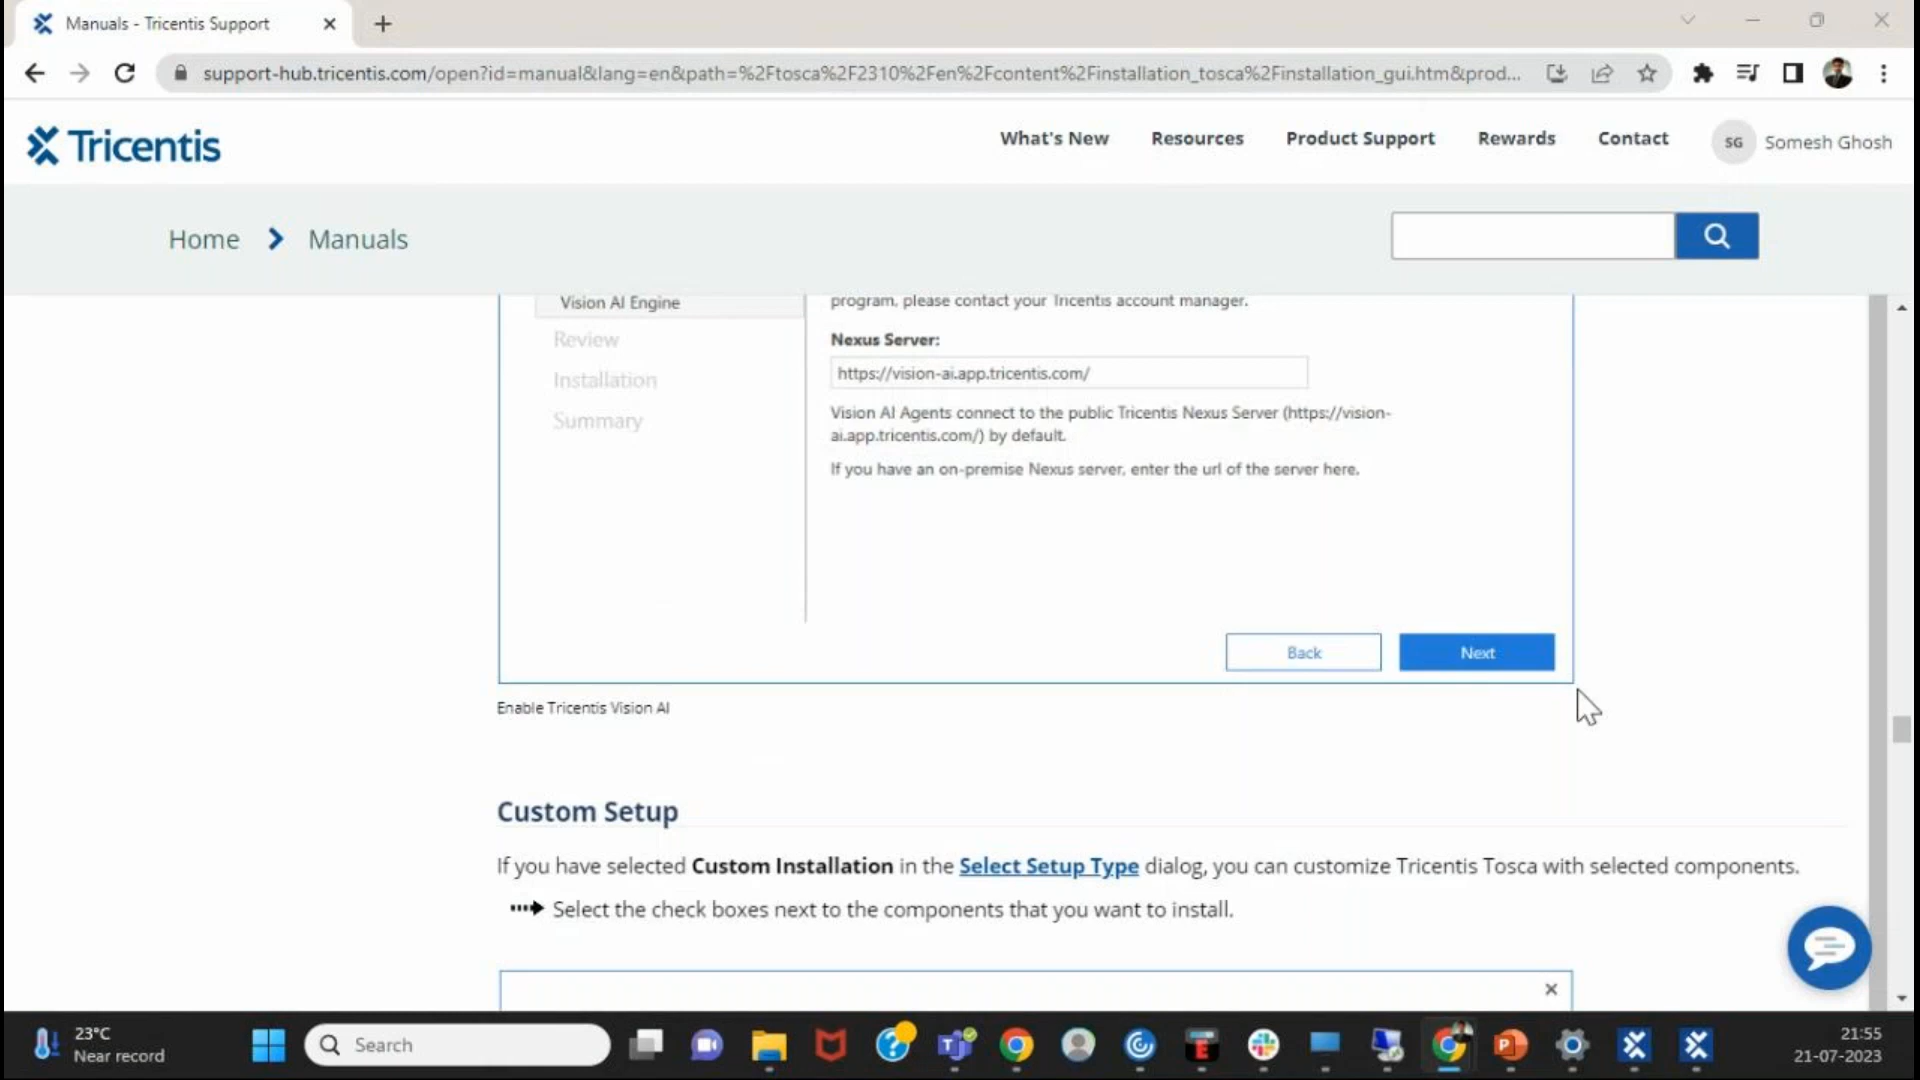 Manuals - Tricentis Support
support-hub.tricentis.com/open?id=manual&lang=en&path=%2Ftosca%2F2310%2Fen%2Fcontent%2Finstallation_tosca%2Finstallation_gui.htm&prod...
Tricentis
What's New
Resources
Product Support
Rewards
Contact
SG
Somesh Ghosh
Home
Manuals
Vision AI Engine
program, please contact your Tricentis account manager.
Review
Nexus Server:
Installation
https://vision-ai.app.tricentis.com/
Summary
Vision AI Agents connect to the public Tricentis Nexus Server (https://vision-
ai.app.tricentis.com/) by default.
If you have an on-premise Nexus server, enter the url of the server here.
Back
Next
Enable Tricentis Vision AI
Custom Setup
If you have selected Custom Installation in the Select Setup Type dialog, you can customize Tricentis Tosca with selected components.
Select the check boxes next to the components that you want to install.
23°C
Near record
Search
21:55
21-07-2023